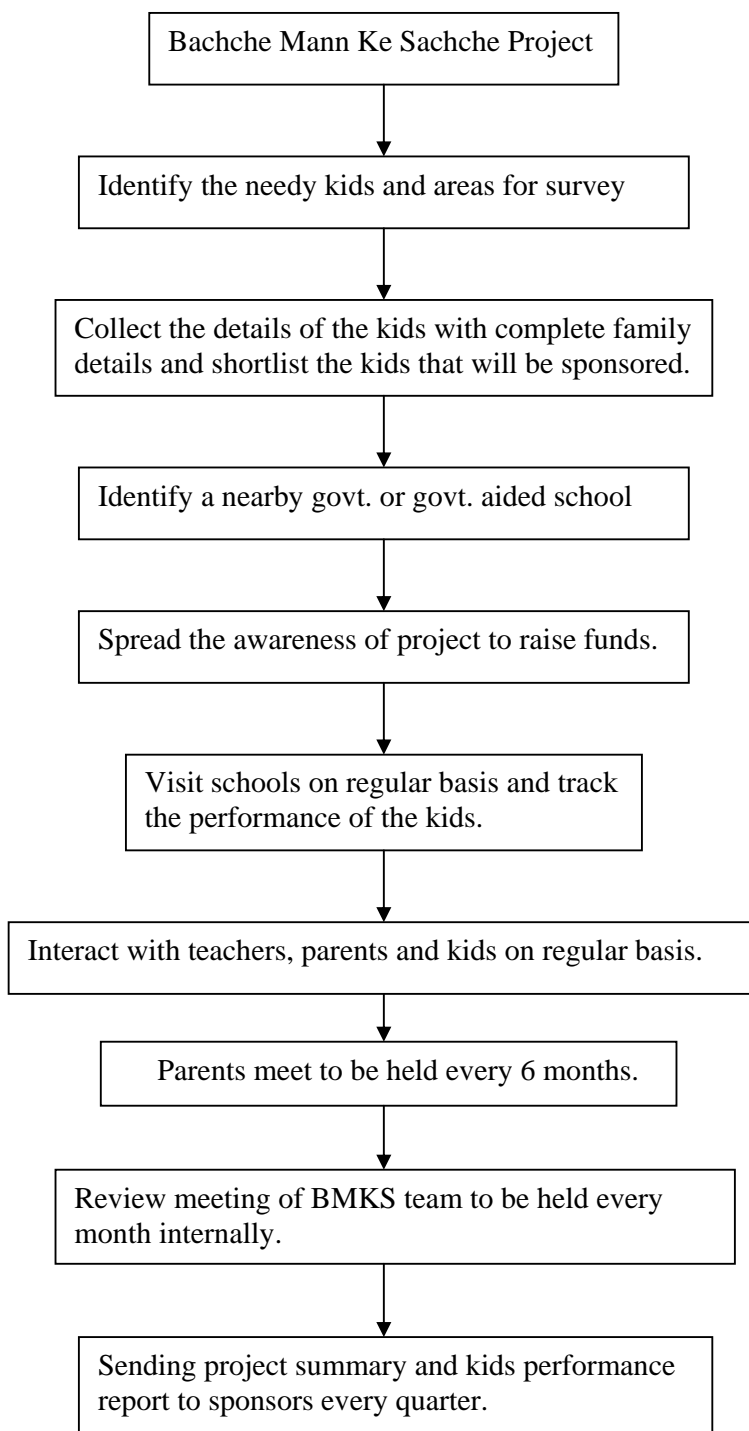 Bachche Mann Ke Sachche Project
Identify the needy kids and areas for survey
Collect the details of the kids with complete family
details and shortlist the kids that will be sponsored.
Identify a nearby govt. or govt. aided school
Spread the awareness of project to raise funds.
Visit schools on regular basis and track
the performance of the kids.
Interact with teachers, parents and kids on regular basis.
Parents meet to be held every 6 months.
Review meeting of BMKS team to be held every
month internally.
Sending project summary and kids performance
report to sponsors every quarter.